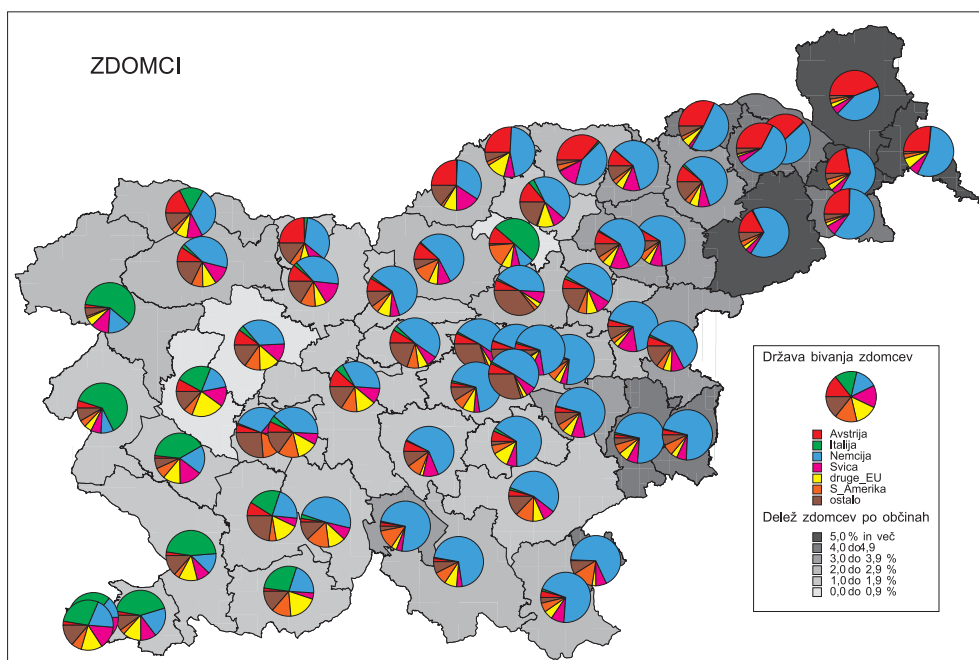 ZDOMCI
Država bivanja zdomcev
Avstrija
Italija
Nemcija
Svica
druge_EU
S_Amerika
ostalo
Delež zdomcev po občinah
5,0 % in več
4,0 do4,9
3,0 do 3,9 %
2,0 do 2,9 %
1,0 do 1,9 %
0,0 do 0,9 %